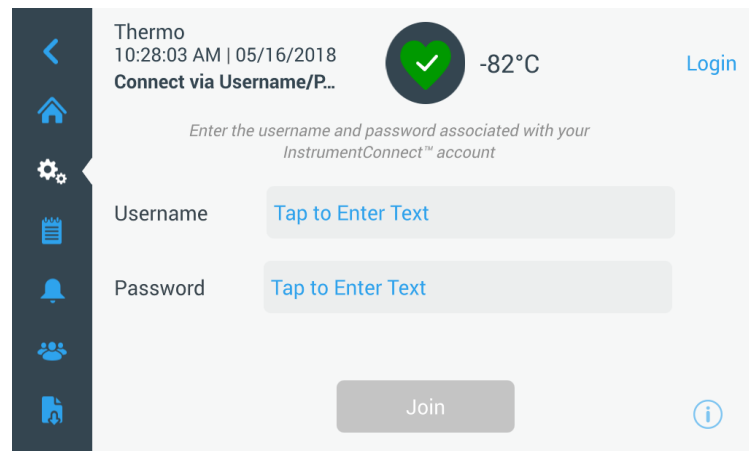 Thermo
10:28:03 AM | 05/16/2018
Connect via Username/P...
-82°C
Login
Enter the username and password associated with your
InstrumentConnect™ account
Username
Tap to Enter Text
Password
Tap to Enter Text
Join